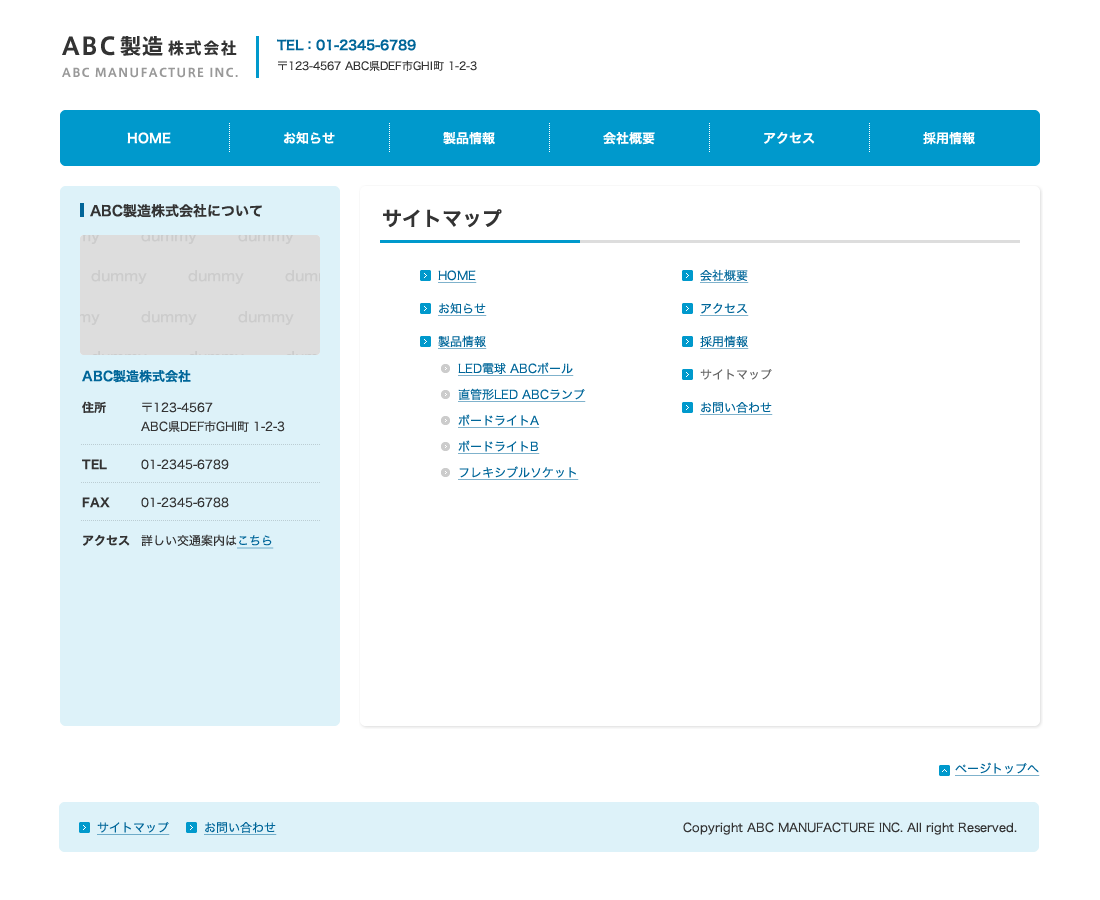 ABC製造 株式会社
ABC MANUFACTURE INC.
TEL：01-2345-6789
〒123-4567 ABC県DEF市GHI町 1-2-3
HOME
お知らせ
製品情報
会社概要
アクセス
採用情報
ABC製造株式会社について
dummy dummy
dummy dummy dummy
dummy dummy dummy
ABC製造株式会社
住所 〒123-4567
ABC県DEF市GHI町 1-2-3
TEL 01-2345-6789
FAX 01-2345-6788
アクセス 詳しい交通案内はこちら
サイトマップ
HOME
お知らせ
製品情報
LED電球 ABCボール
直管形LED ABCランプ
ボードライトA
ボードライトB
フレキシブルソケット
会社概要
アクセス
採用情報
サイトマップ
お問い合わせ
ページトップへ
サイトマップ お問い合わせ
Copyright ABC MANUFACTURE INC. All right Reserved.